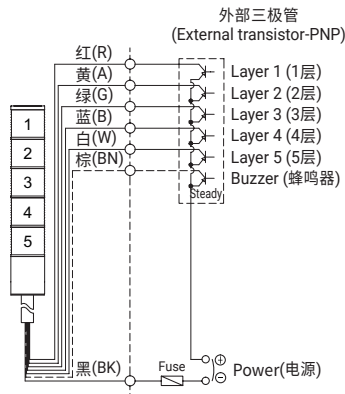 外部三极管
(External transistor-PNP)
红(R)
黄(A)
绿(G)
蓝(B)
白(W)
棕(BN)
Layer 1 (1层)
Layer 2 (2层)
Layer 3 (3层)
Layer 4 (4层)
Layer 5 (5层)
Buzzer (蜂鸣器)
Steady
1
2
3
4
5
黑(BK)
Fuse
+
-
Power(电源)